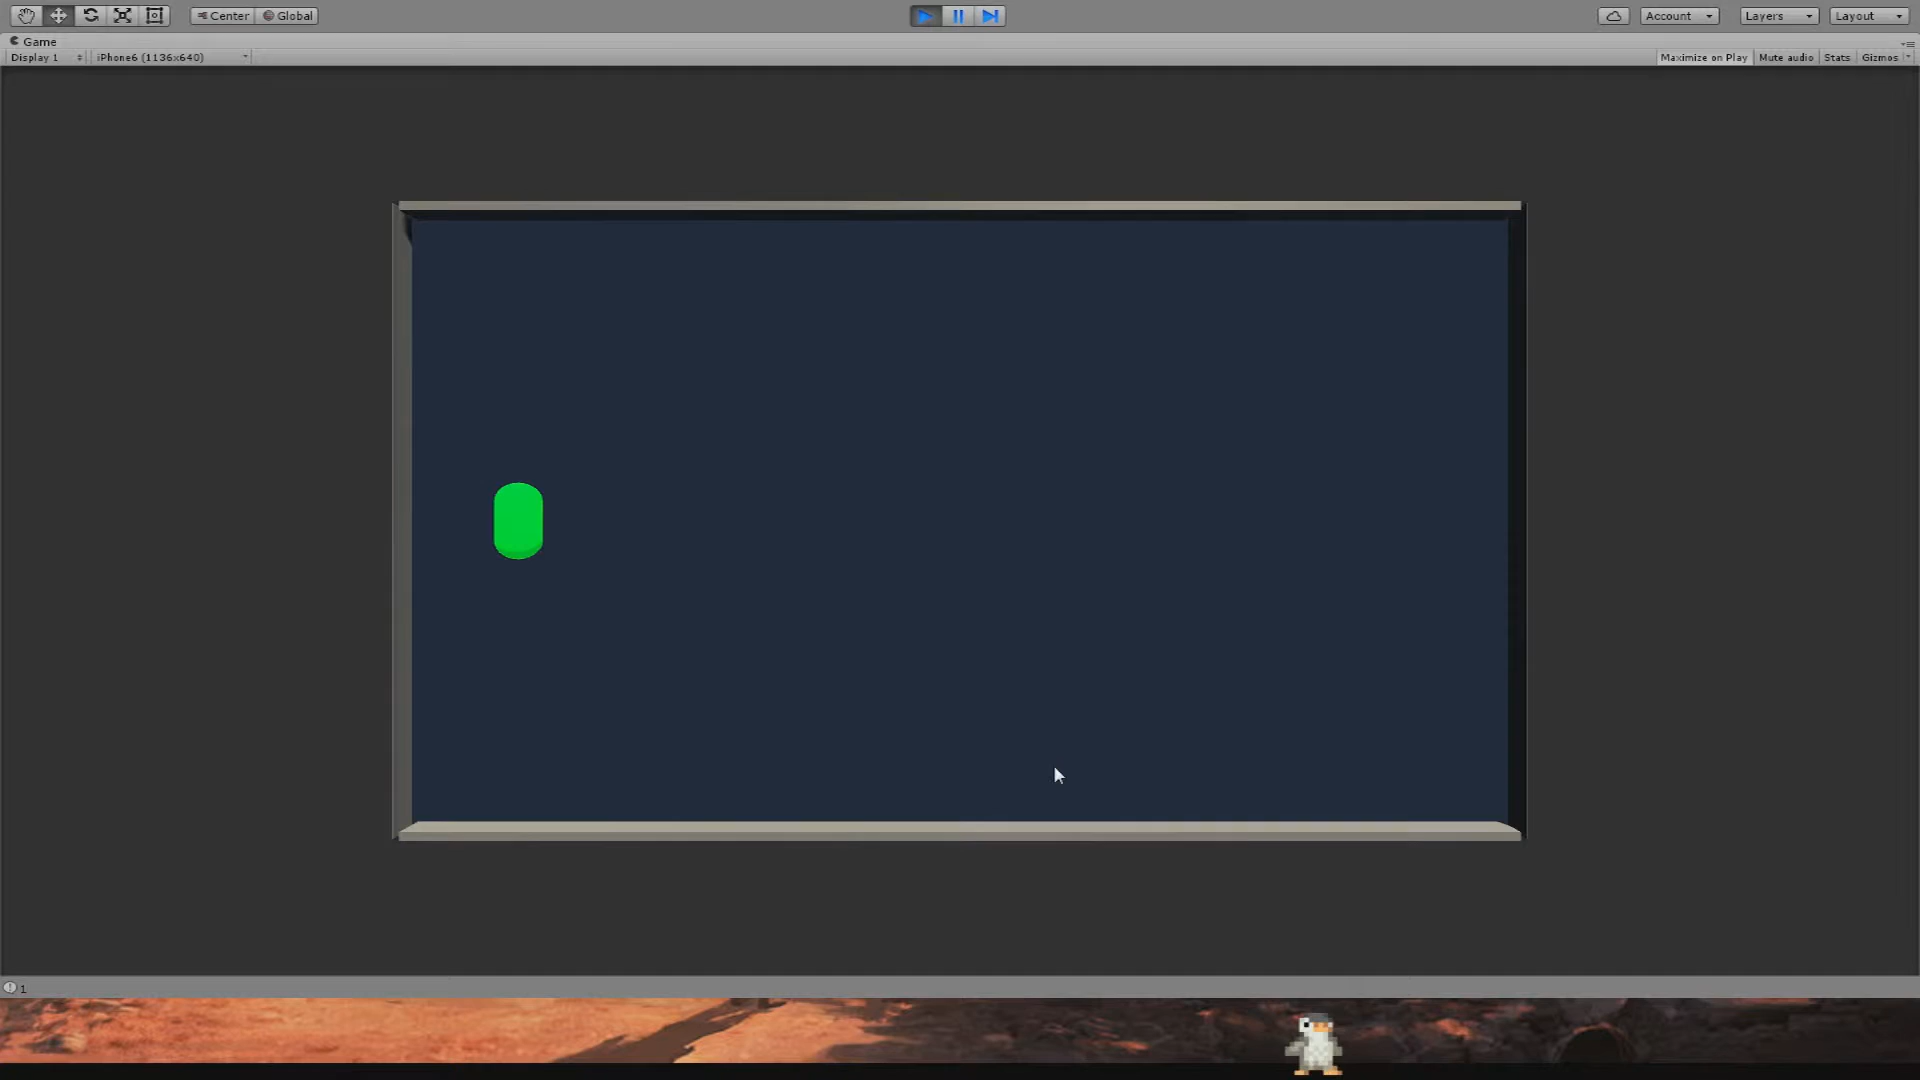 Center Global Account Layers Layout
Game
Display 1 iPhone6 (1136x640) Maximize on Play Mute audio Stats Gizmos
1